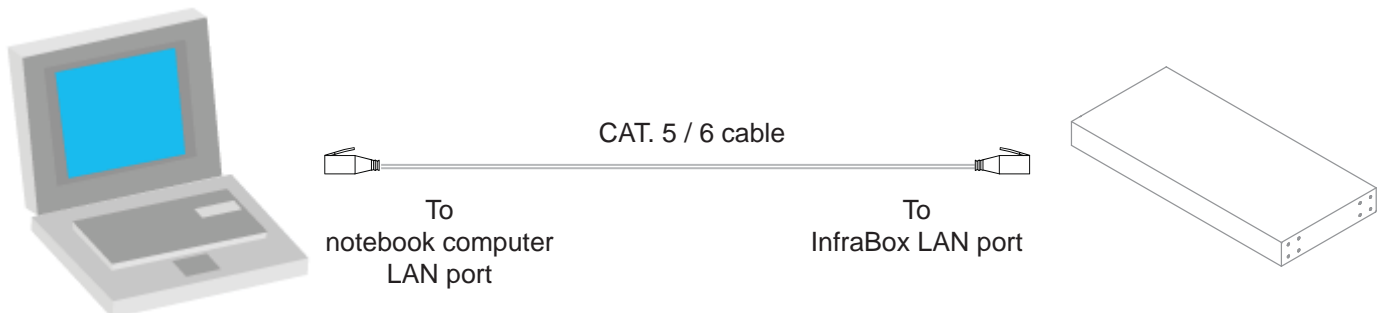 CAT. 5 / 6 cable
To
notebook computer
LAN port
To
InfraBox LAN port